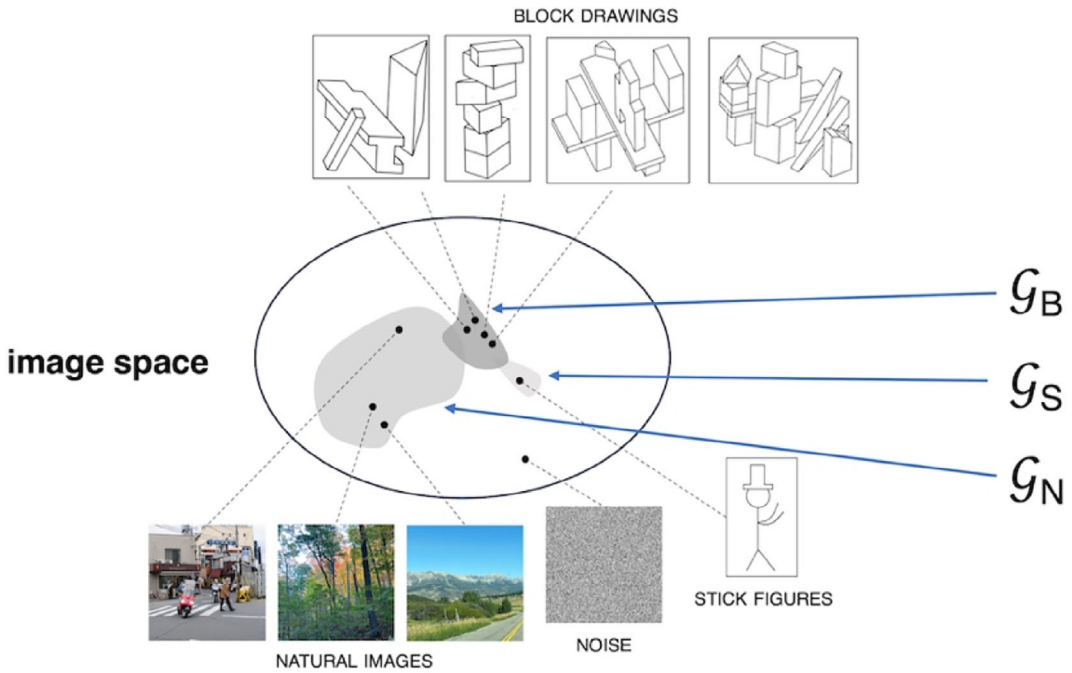 BLOCK DRAWINGS
image space
𝒢B
𝒢S
𝒢N
STICK FIGURES
NOISE
NATURAL IMAGES